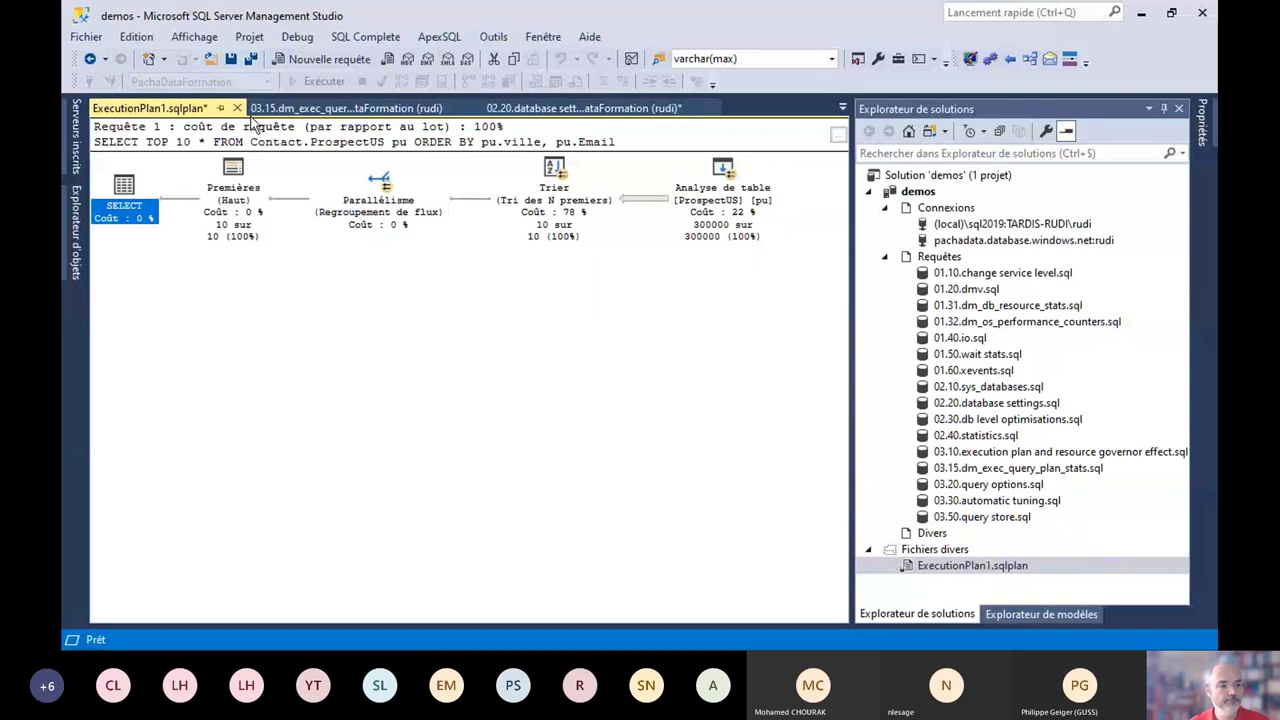 demos - Microsoft SQL Server Management Studio
Lancement rapide (Ctrl+Q)
Fichier Edition Affichage Projet Debug SQL Complete ApexSQL Outils Fenêtre Aide
Nouvelle requête
varchar(max)
PachaDataFormation
Exécuter
ExecutionPlan1.sqlplan*
03.15.dm_exec_quer...taFormation (rudi)
02.20.database sett...ataFormation (rudi)*
Requête 1 : coût de requête (par rapport au lot) : 100%
SELECT TOP 10 * FROM Contact.ProspectUS pu ORDER BY pu.ville, pu.Email
...
SELECT
Coût : 0 %
Premières
(Haut)
Coût : 0 %
10 sur
10 (100%)
Parallélisme
(Regroupement de flux)
Coût : 0 %
Trier
(Tri des N premiers)
Coût : 78 %
10 sur
10 (100%)
Analyse de table
[ProspectUS] [pu]
Coût : 22 %
300000 sur
300000 (100%)
Serveurs inscrits
Explorateur d'objets
Explorateur de solutions
Rechercher dans Explorateur de solutions (Ctrl+$)
Solution 'demos' (1 projet)
demos
Connexions
(local)\sql2019:TARDIS-RUDI\rudi
pachadata.database.windows.net:rudi
Requêtes
01.10.change service level.sql
01.20.dmv.sql
01.31.dm_db_resource_stats.sql
01.32.dm_os_performance_counters.sql
01.40.io.sql
01.50.wait stats.sql
01.60.xevents.sql
02.10.sys_databases.sql
02.20.database settings.sql
02.30.db level optimisations.sql
02.40.statistics.sql
03.10.execution plan and resource governor effect.sql
03.15.dm_exec_query_plan_stats.sql
03.20.query options.sql
03.30.automatic tuning.sql
03.50.query store.sql
Divers
Fichiers divers
ExecutionPlan1.sqlplan
Explorateur de solutions
Explorateur de modèles
Propriétés
Prêt
+6
CL
LH
LH
YT
SL
EM
PS
R
SN
A
MC
Mohamed CHOURAK
N
nlesage
PG
Philippe Geiger (GUSS)